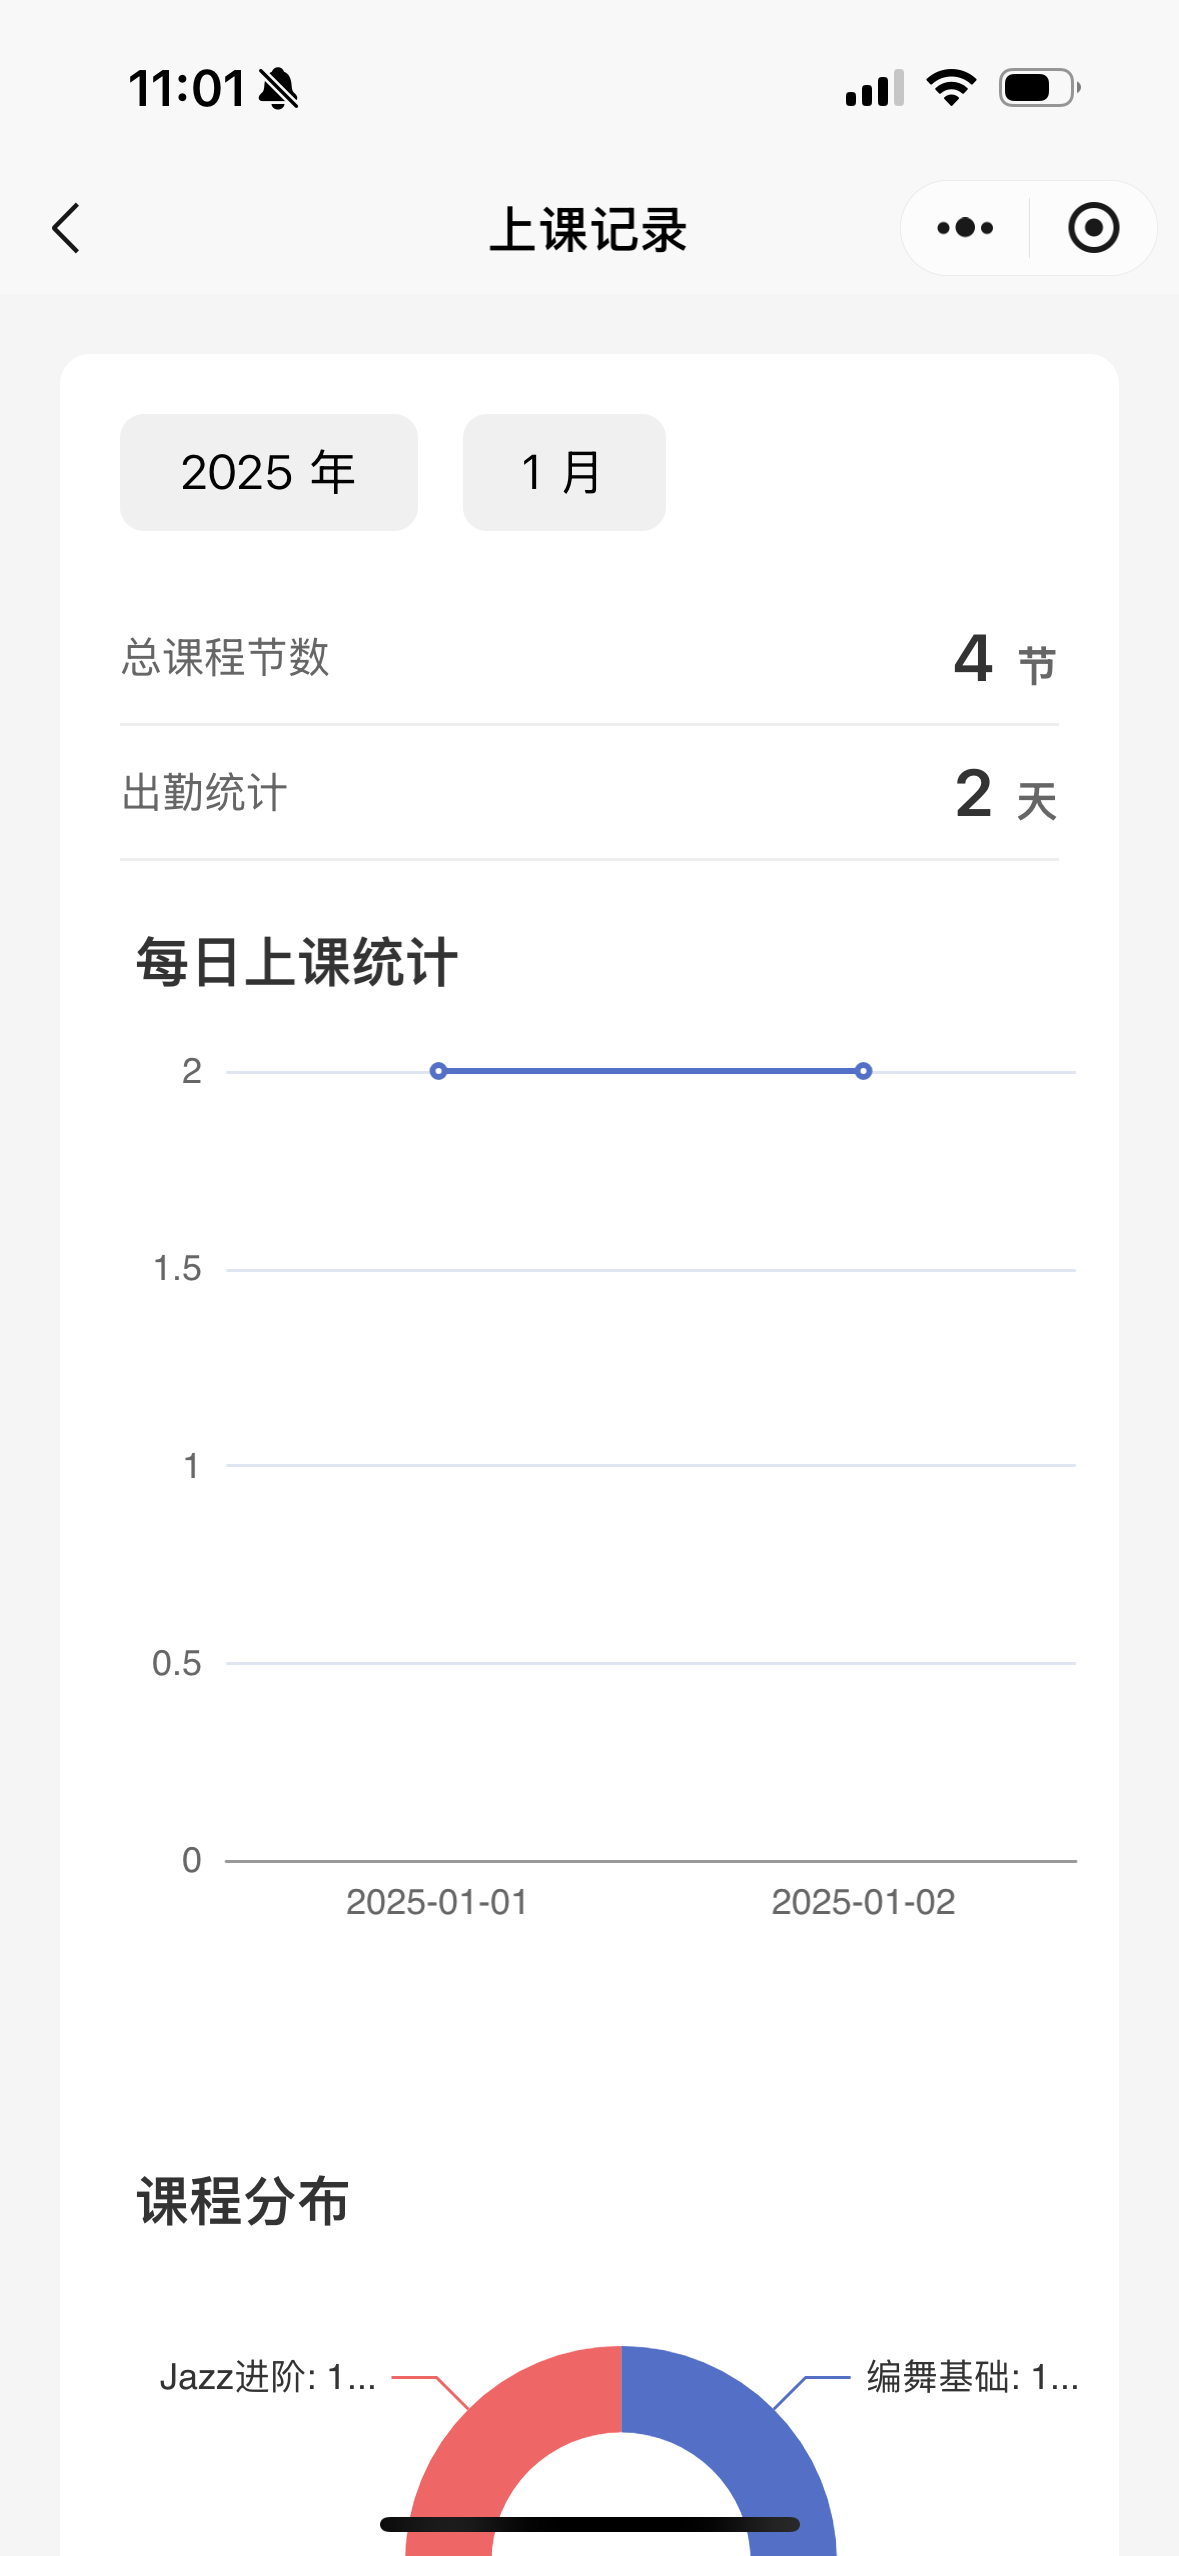 11:01
上课记录
2025 年
1 月
总课程节数
4 节
出勤统计
2 天
每日上课统计
2
1.5
1
0.5
0
2025-01-01
2025-01-02
课程分布
Jazz进阶: 1...
编舞基础: 1...